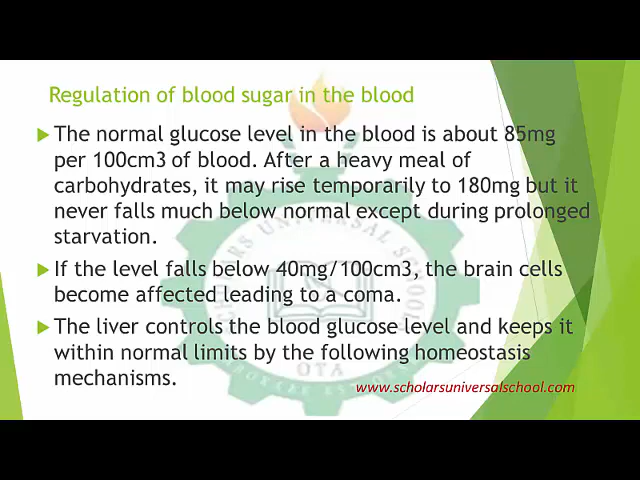 Regulation of blood sugar in the blood
The normal glucose level in the blood is about 85mg
per 100cm3 of blood. After a heavy meal of
carbohydrates, it may rise temporarily to 180mg but it
never falls much below normal except during prolonged
starvation.
If the level falls below 40mg/100cm3, the brain cells
become affected leading to a coma.
The liver controls the blood glucose level and keeps it
within normal limits by the following homeostasis
mechanisms.
www.scholarsuniversalschool.com
SCHOLARS UNIVERSAL SCHOOL
OTA